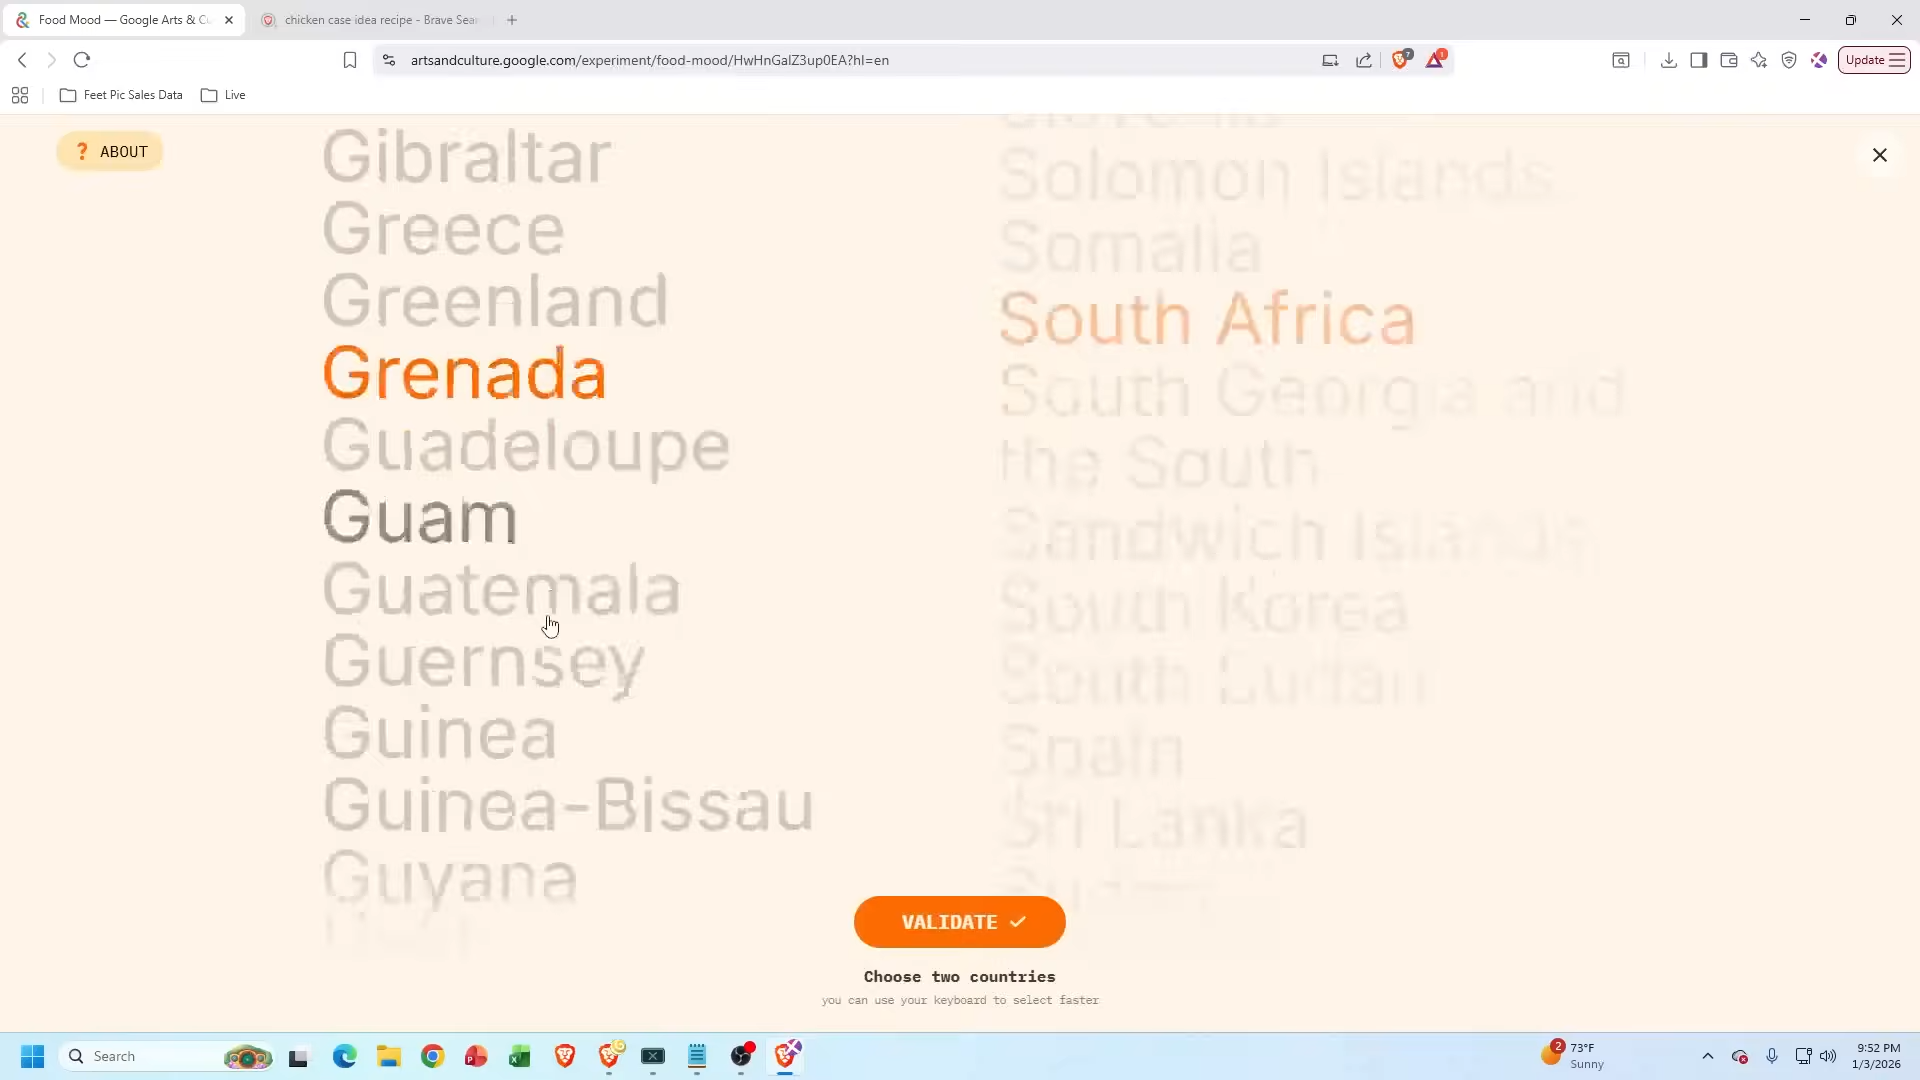 Food Mood — Google Arts & Cu
chicken case idea recipe - Brave Sear
artsandculture.google.com/experiment/food-mood/HwHnGalZ3up0EA?hl=en
7
1
Update
Feet Pic Sales Data
Live
? ABOUT
Gibraltar
Greece
Greenland
Grenada
Guadeloupe
Guam
Guatemala
Guernsey
Guinea
Guinea-Bissau
Guyana
Solomon Islands
Somalia
South Africa
South Georgia and
the South
Sandwich Islands
South Korea
South Sudan
Spain
Sri Lanka
VALIDATE
Choose two countries
you can use your keyboard to select faster
Search
2
73°F
Sunny
9:52 PM
1/3/2026